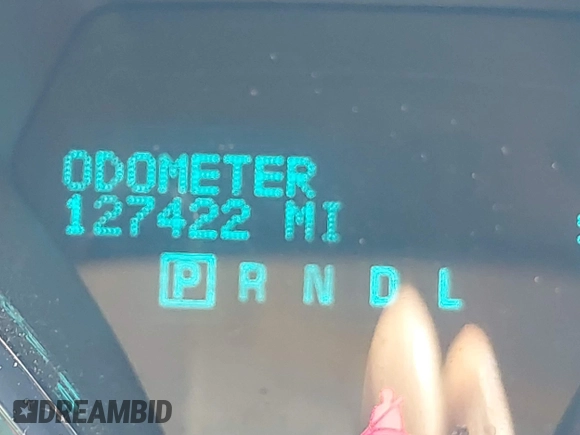 ODOMETER
127422 MI
P R N D L
DREAMBID